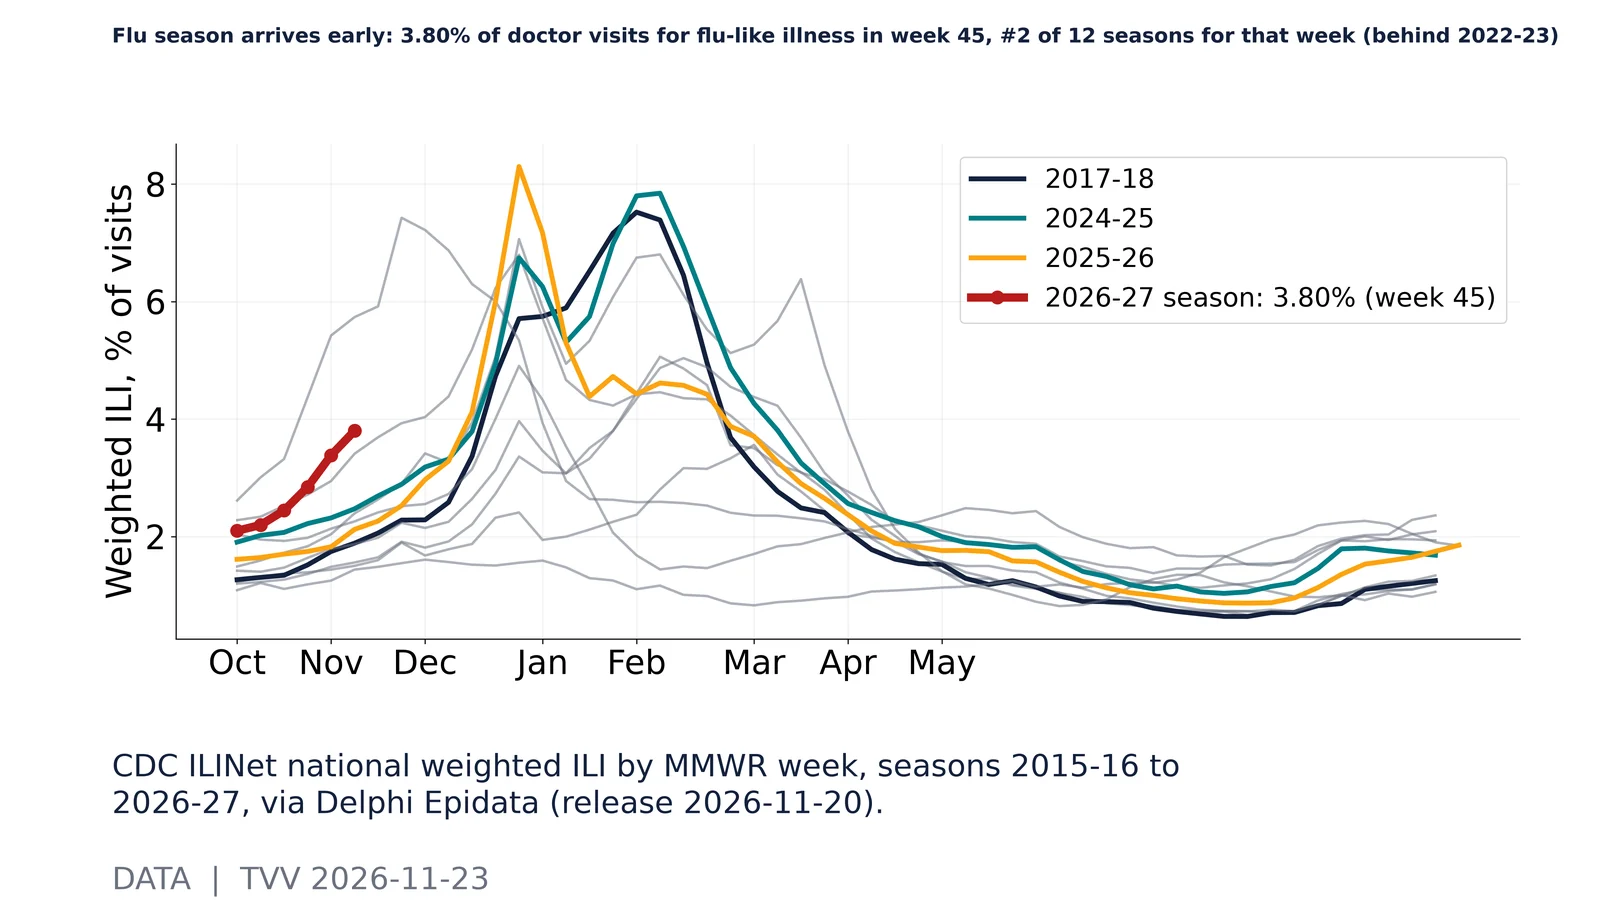 Flu season arrives early: 3.80% of doctor visits for flu-like illness in week 45, #2 of 12 seasons for that week (behind 2022-23)
Weighted ILI, % of visits
8
6
4
2
2017-18
2024-25
2025-26
2026-27 season: 3.80% (week 45)
Oct Nov Dec Jan Feb Mar Apr May
CDC ILINet national weighted ILI by MMWR week, seasons 2015-16 to
2026-27, via Delphi Epidata (release 2026-11-20).
DATA | TVV 2026-11-23